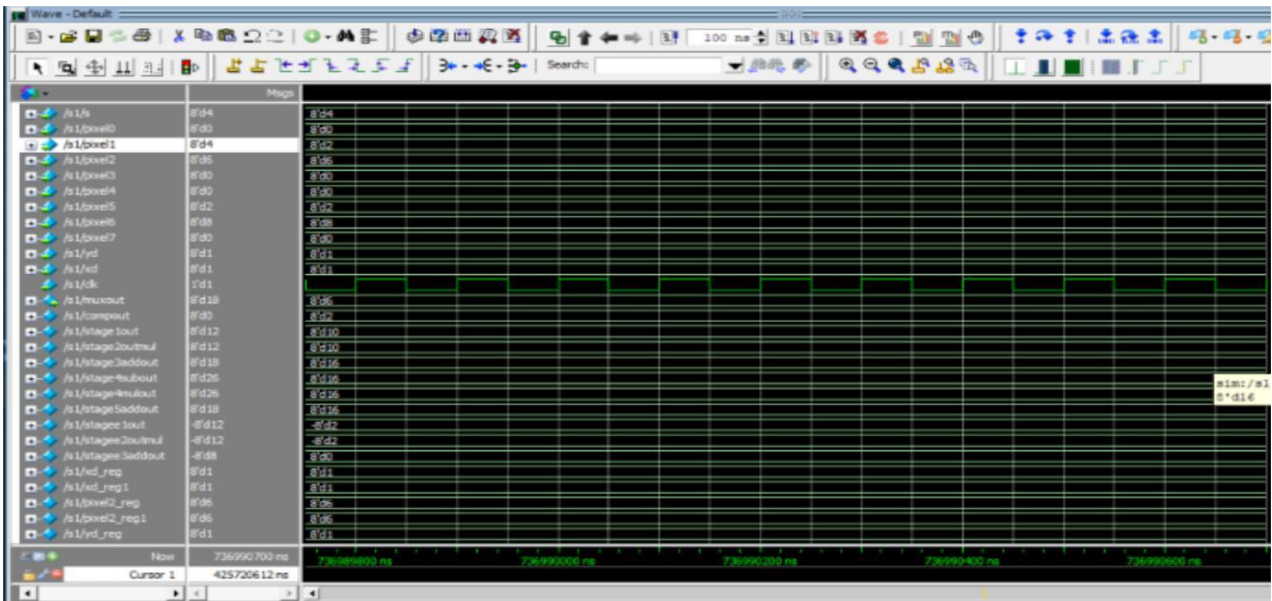 Wave - Default
100 ns
Search:
Msgs
/s1/s 8'd4 8'd4
/s1/pixel0 8'd0 8'd0
/s1/pixel1 8'd4 8'd2
/s1/pixel2 8'd6 8'd6
/s1/pixel3 8'd0 8'd0
/s1/pixel4 8'd0 8'd0
/s1/pixel5 8'd2 8'd2
/s1/pixel6 8'd8 8'd8
/s1/pixel7 8'd0 8'd0
/s1/yd 8'd1 8'd1
/s1/xd 8'd1 8'd1
/s1/clk 1'd1
/s1/muxout 8'd18 8'd6
/s1/compout 8'd0 8'd2
/s1/stage1out 8'd12 8'd10
/s1/stage2outmul 8'd12 8'd10
/s1/stage3addout 8'd18 8'd16
/s1/stage4subout 8'd26 8'd16
/s1/stage4mulout 8'd26 8'd16
/s1/stage5addout 8'd18 8'd16
/s1/stagee1out -8'd12 -8'd2
/s1/stagee2outmul -8'd12 -8'd2
/s1/stagee3addout -8'd8 8'd0
/s1/xd_reg 8'd1 8'd1
/s1/xd_reg1 8'd1 8'd1
/s1/pixel2_reg 8'd6 8'd6
/s1/pixel2_reg1 8'd6 8'd6
/s1/yd_reg 8'd1 8'd1
sim:/s1
8'd16
Now 736990700 ns 736989800 ns 736990000 ns 736990200 ns 736990400 ns 736990600 ns
Cursor 1 425720612 ns